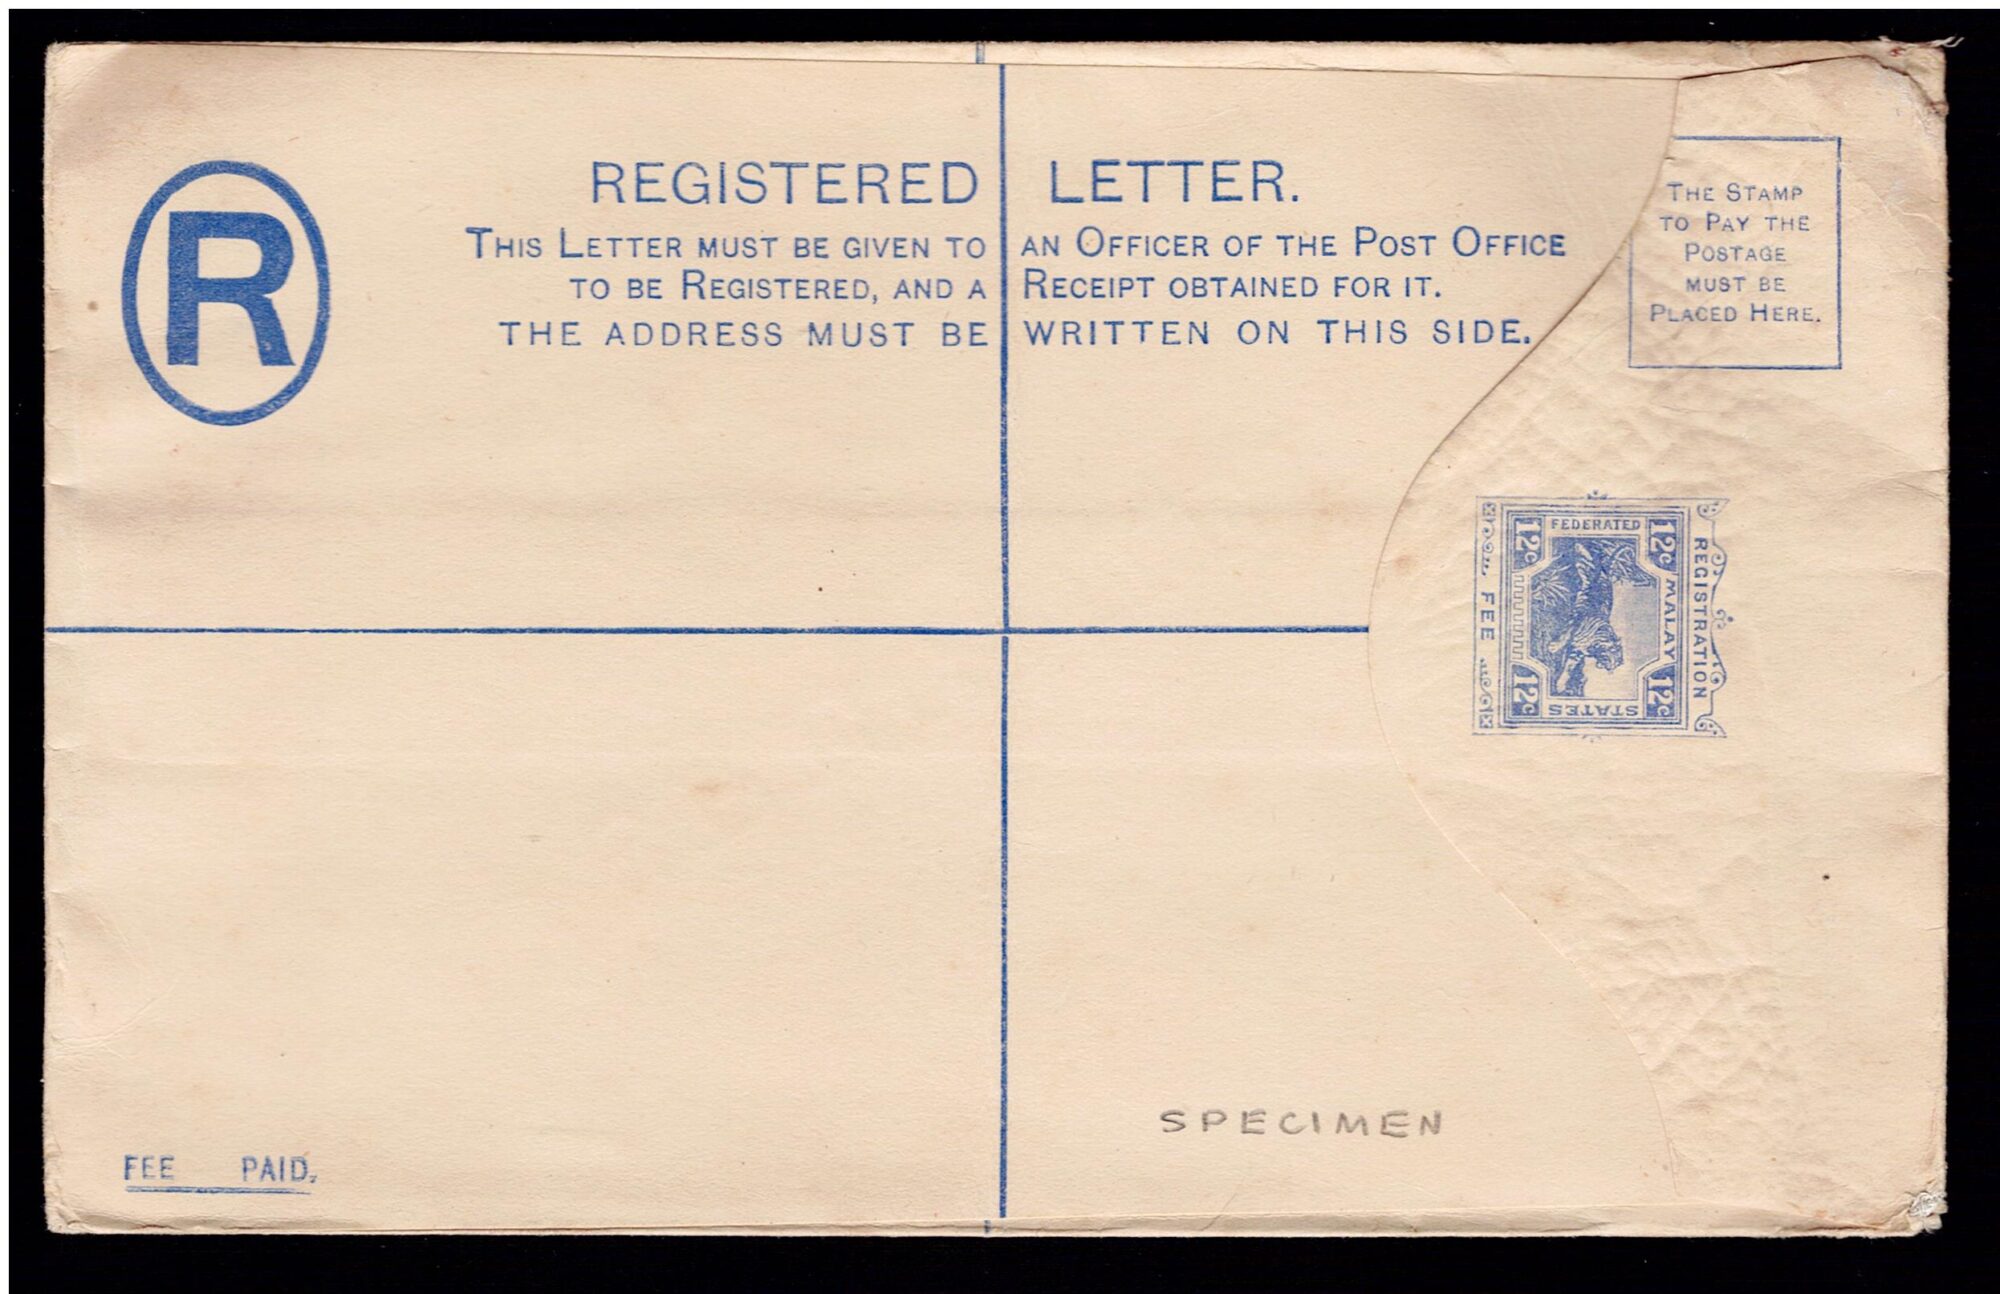 R
REGISTERED LETTER.
THIS LETTER MUST BE GIVEN TO AN OFFICER OF THE POST OFFICE
TO BE REGISTERED, AND A RECEIPT OBTAINED FOR IT.
THE ADDRESS MUST BE WRITTEN ON THIS SIDE.
THE STAMP
TO PAY THE
POSTAGE
MUST BE
PLACED HERE.
REGISTRATION
FEDERATED
MALAY
STATES
12c
12c
12c
12c
FEE
SPECIMEN
FEE PAID.